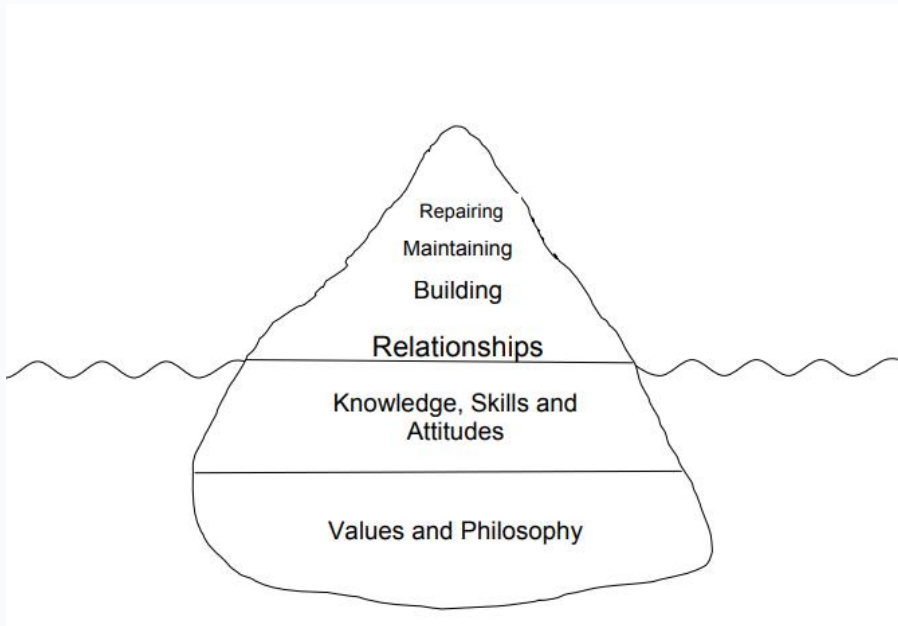 Repairing
Maintaining
Building
Relationships
Knowledge, Skills and
Attitudes
Values and Philosophy